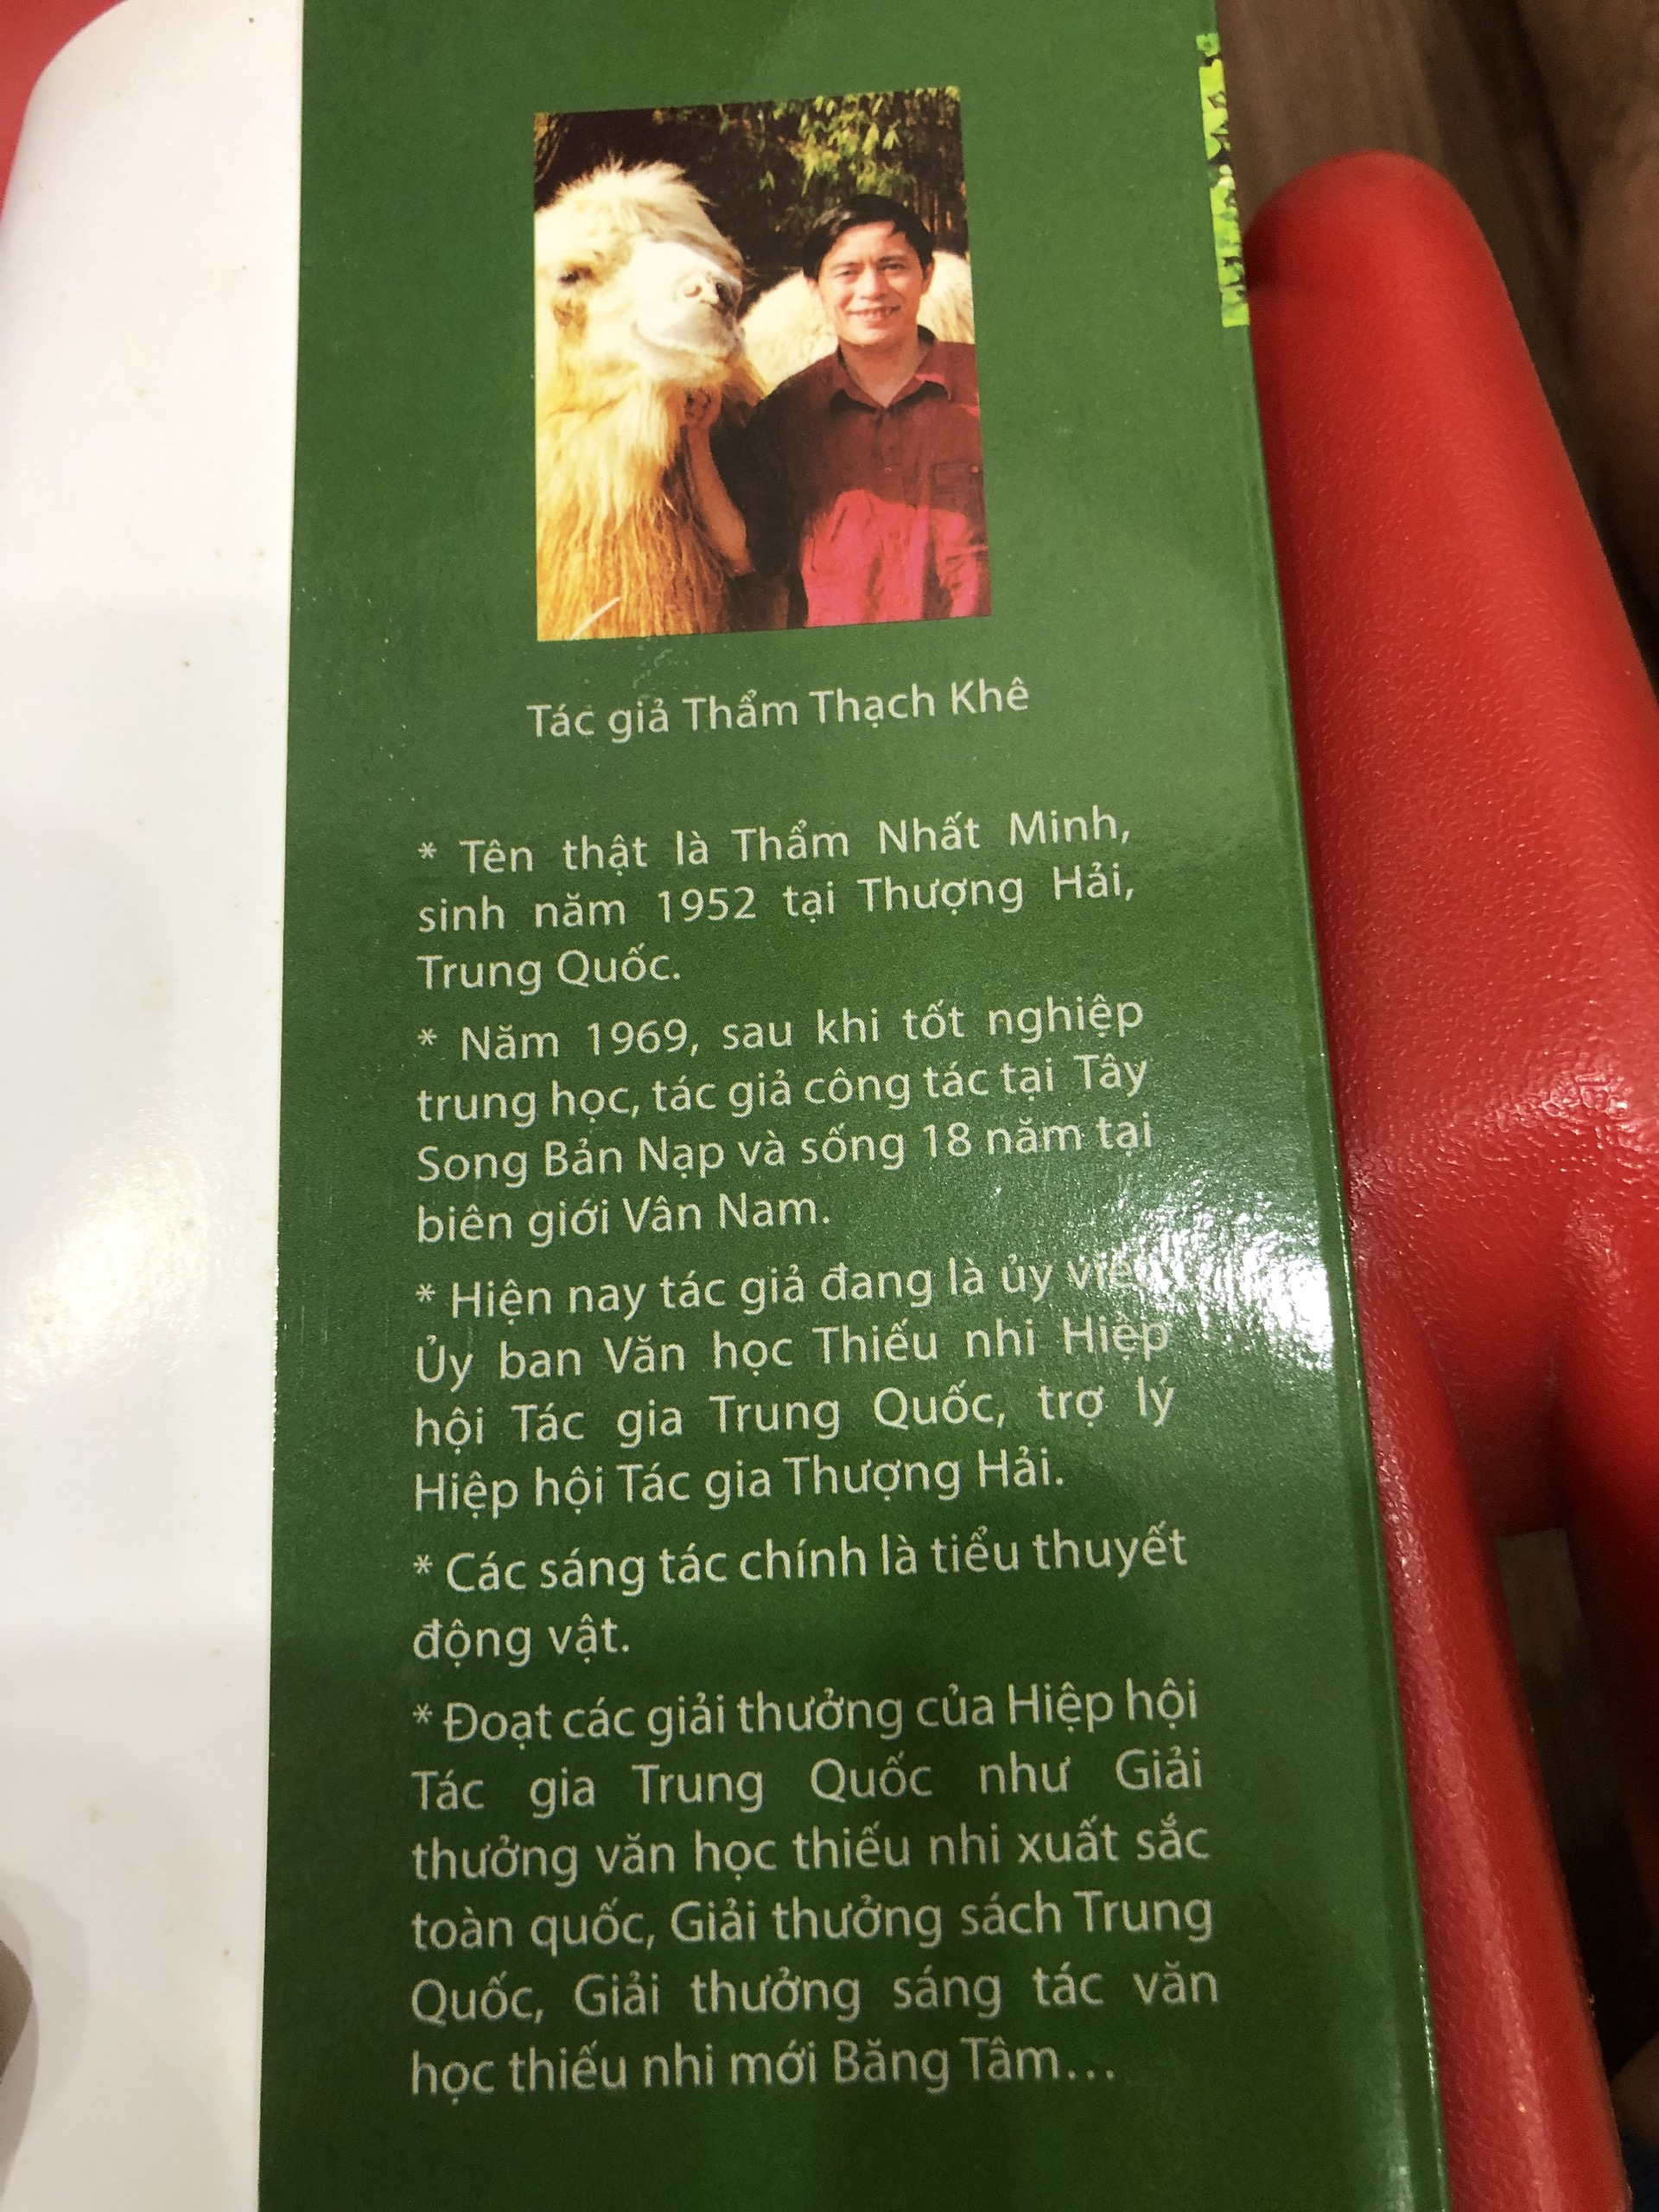 Tác giả Thẩm Thạch Khê
* Tên thật là Thẩm Nhất Minh,
sinh năm 1952 tại Thượng Hải,
Trung Quốc.
* Năm 1969, sau khi tốt nghiệp
trung học, tác giả công tác tại Tây
Song Bản Nạp và sống 18 năm tại
biên giới Vân Nam.
* Hiện nay tác giả đang là ủy viên
Ủy ban Văn học Thiếu nhi Hiệp
hội Tác gia Trung Quốc, trợ lý
Hiệp hội Tác gia Thượng Hải.
* Các sáng tác chính là tiểu thuyết
động vật.
* Đoạt các giải thưởng của Hiệp hội
Tác gia Trung Quốc như Giải
thưởng văn học thiếu nhi xuất sắc
toàn quốc, Giải thưởng sách Trung
Quốc, Giải thưởng sáng tác văn
học thiếu nhi mới Băng Tâm...